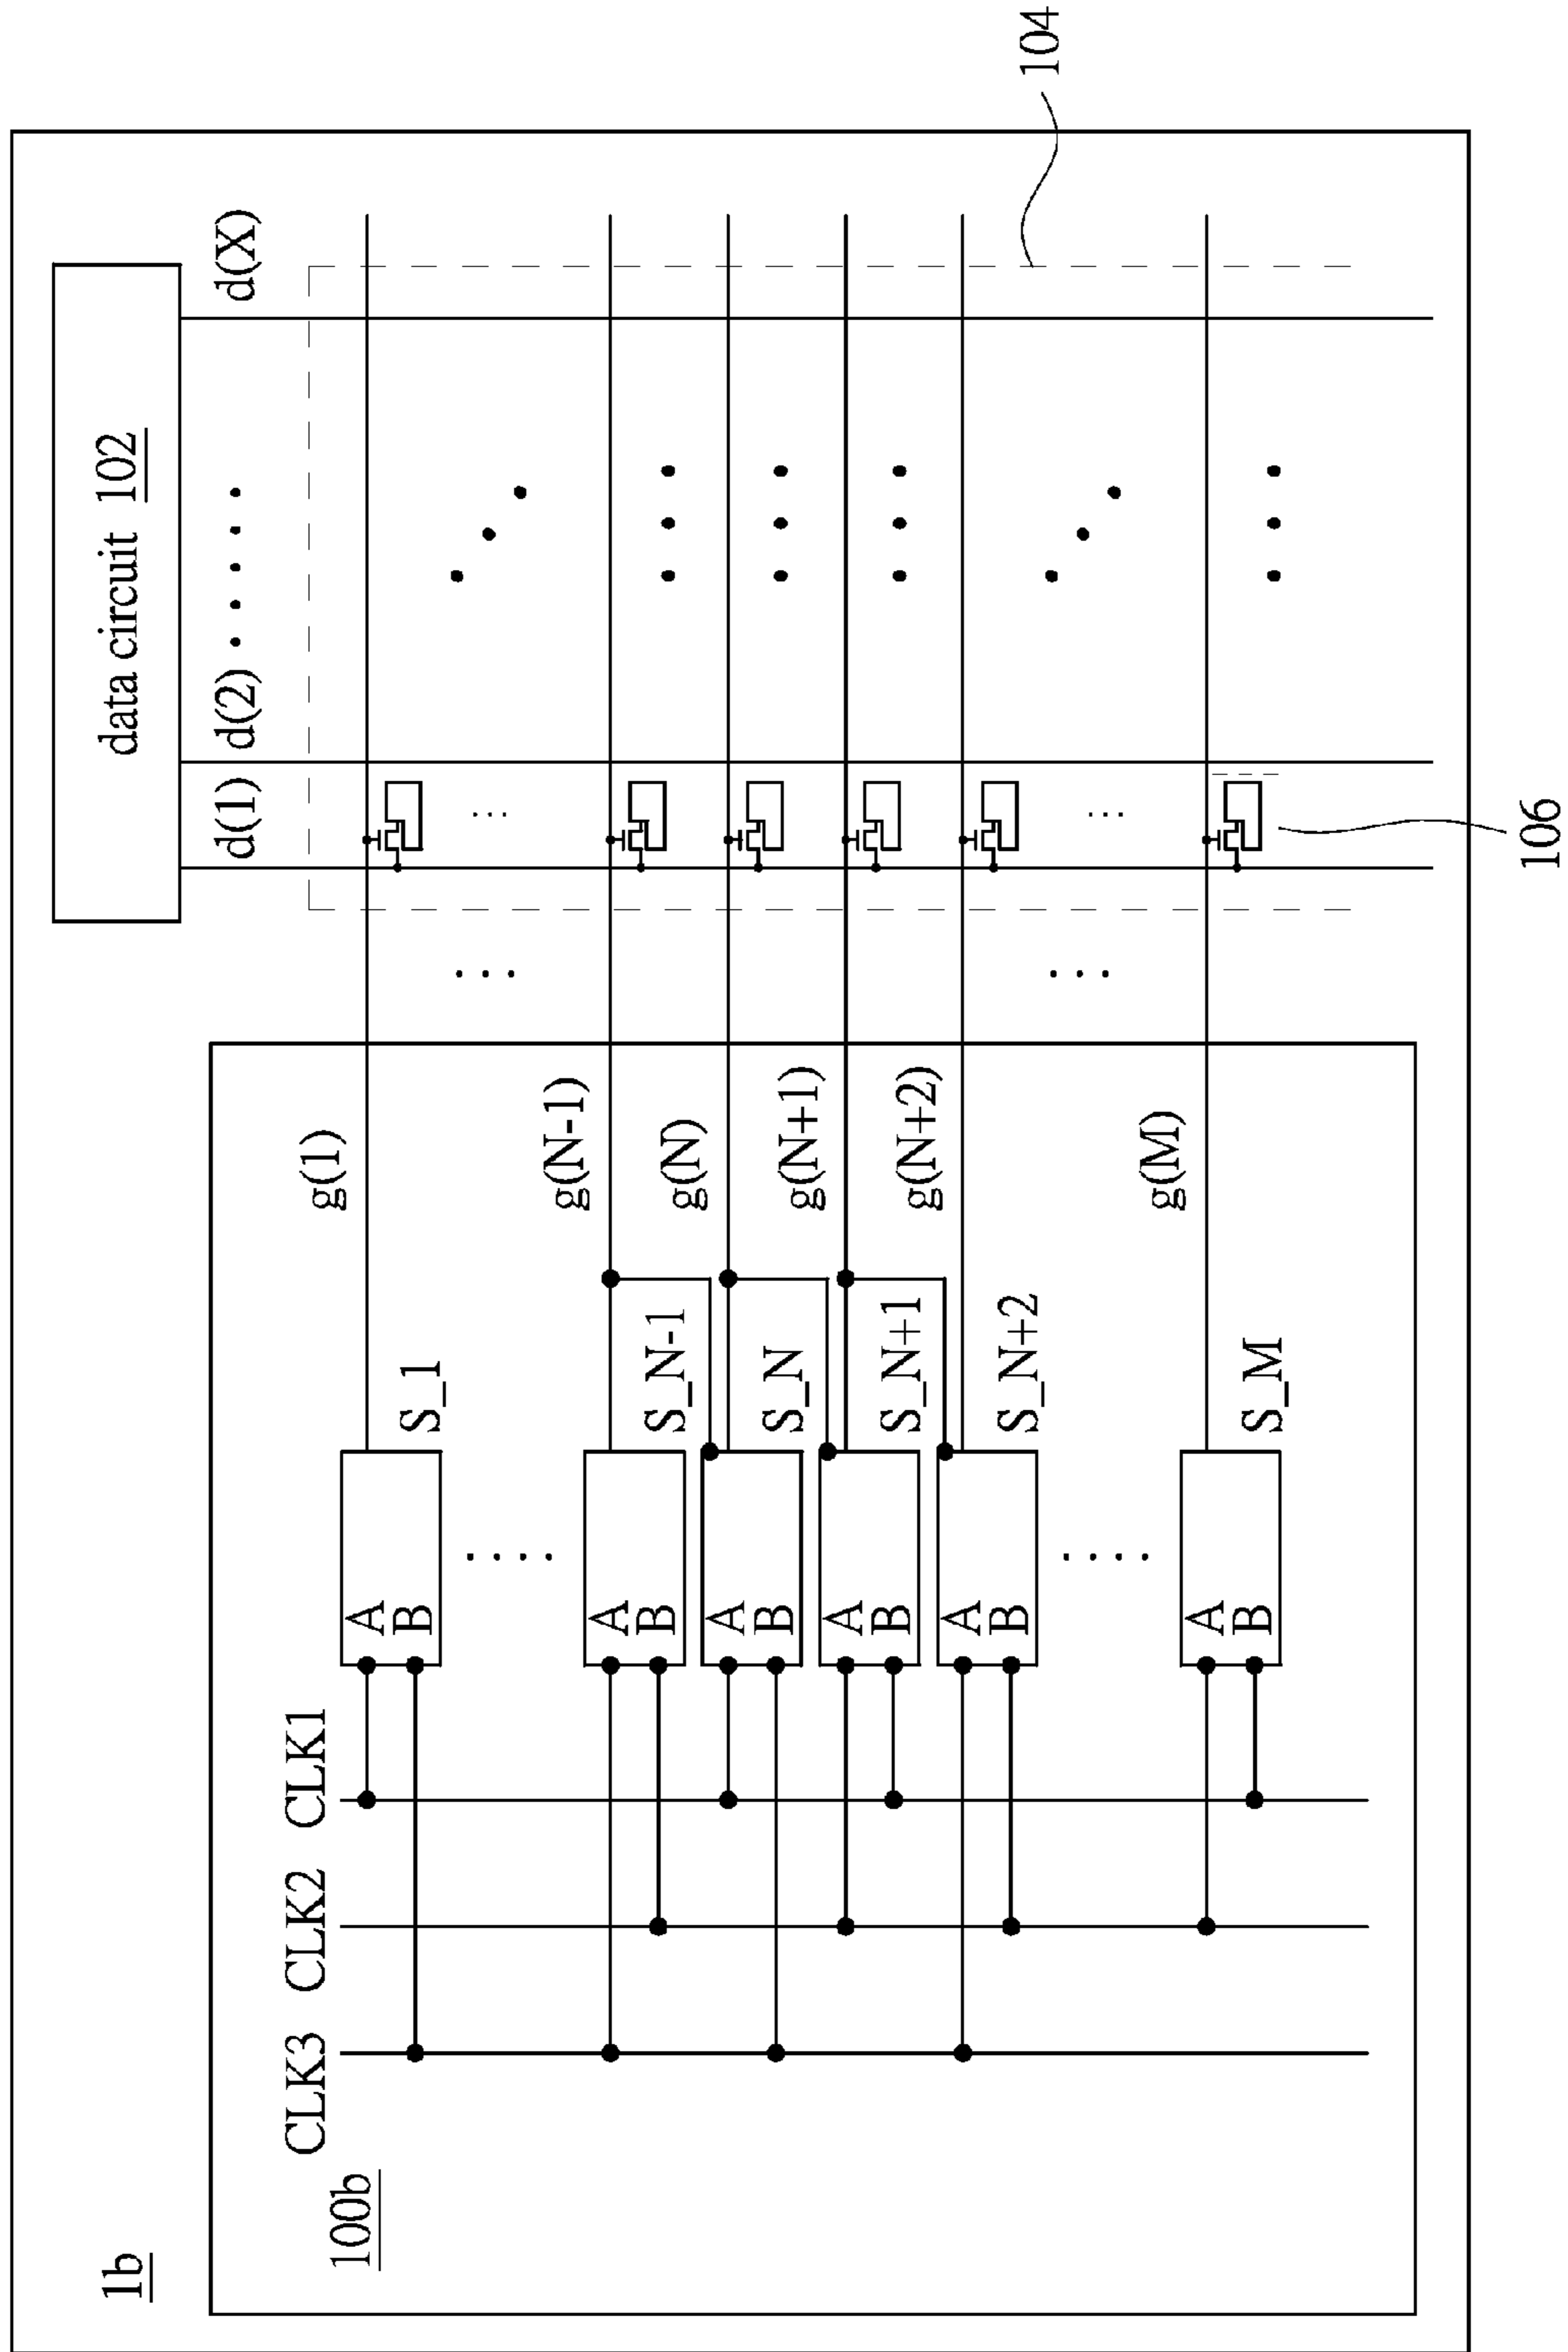 1b
data circuit 102
d(1)
d(2)
d(X)
104
106
100b
CLK3
CLK2
CLK1
A
B
S_1
g(1)
A
B
S_N-1
g(N-1)
A
B
S_N
g(N)
A
B
S_N+1
g(N+1)
A
B
S_N+2
g(N+2)
A
B
S_M
g(M)